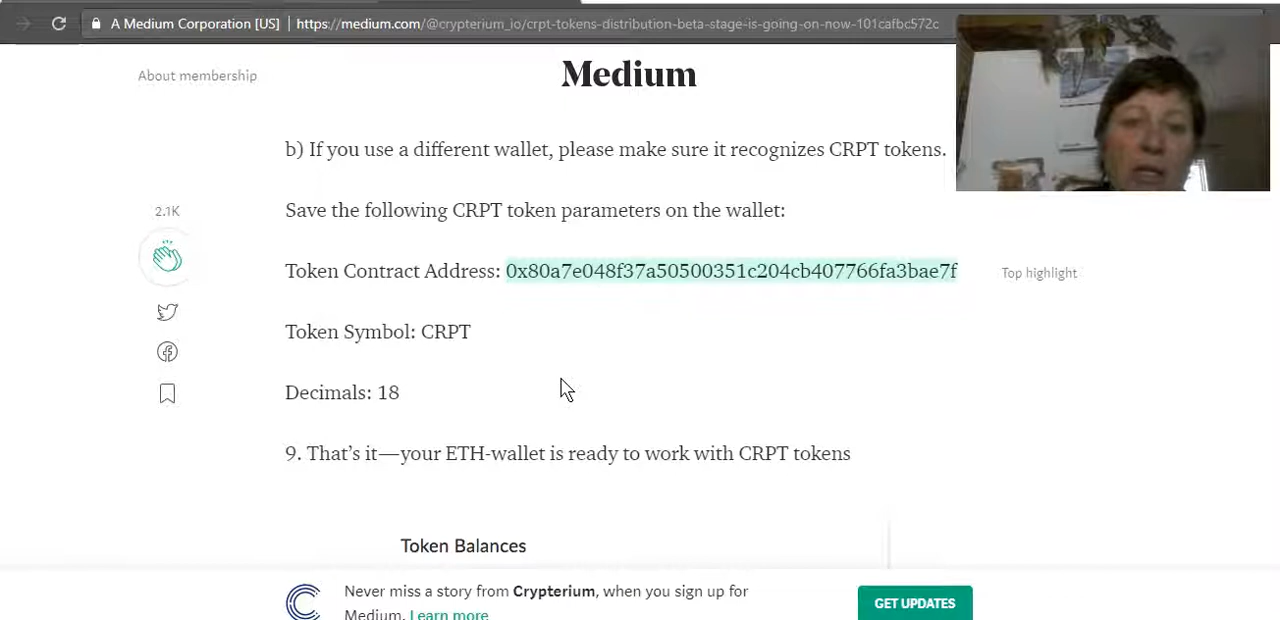 A Medium Corporation [US] | https://medium.com/@crypterium_io/crpt-tokens-distribution-beta-stage-is-going-on-now-101cafbc572c
About membership
Medium
b) If you use a different wallet, please make sure it recognizes CRPT tokens.
2.1K
Save the following CRPT token parameters on the wallet:
Token Contract Address: 0x80a7e048f37a50500351c204cb407766fa3bae7f
Top highlight
Token Symbol: CRPT
Decimals: 18
9. That’s it—your ETH-wallet is ready to work with CRPT tokens
Token Balances
Never miss a story from Crypterium, when you sign up for
Medium. Learn more
GET UPDATES